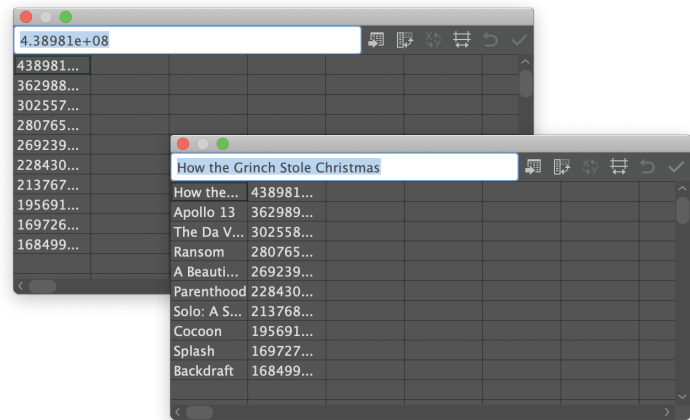 4.38981e+08
438981...
362988...
302557...
280765...
269239...
228430...
213767...
195691...
169726...
168499...
How the Grinch Stole Christmas
How the... 438981...
Apollo 13 362989...
The Da V... 302558...
Ransom 280765...
A Beauti... 269239...
Parenthood 228430...
Solo: A S... 213768...
Cocoon 195691...
Splash 169727...
Backdraft 168499...